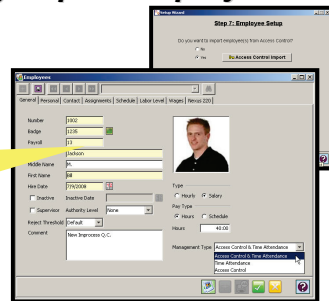 Setup Wizard
Step 7: Employee Setup
Do you want to import employee(s) from Access Control?
No
Yes
Run Access Control Import
Employees
General Personal Contact Assignments Schedule Labor Level Wages Nexus 220
Number 1002
Badge 1235
Payroll 13
Jackson
Middle Name M.
First Name Bill
Hire Date 7/9/2008
Inactive Inactive Date
Supervisor Authority Level None
Reject Threshold Default
Comment New Inprocess Q.C.
Type
Hourly Salary
Pay Type
Hours Schedule
Hours 40.00
Management Type Access Control & Time Attendance
Access Control & Time Attendance
Time Attendance
Access Control